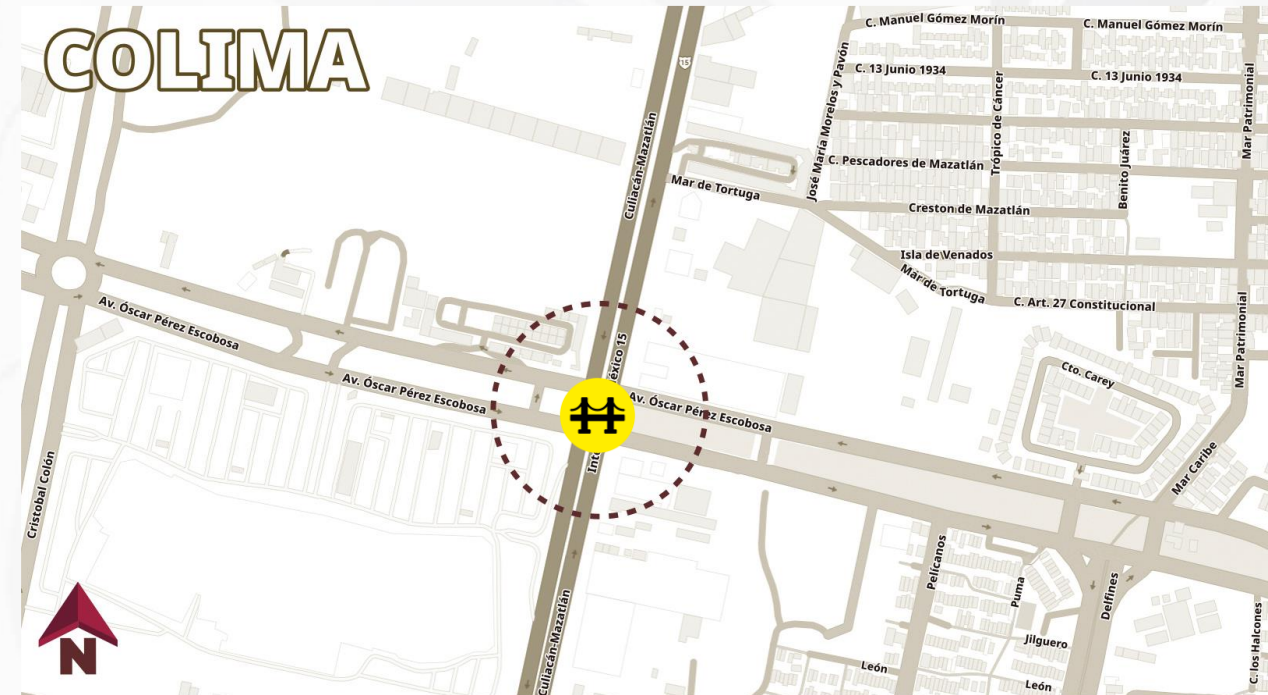 COLIMA
C. Manuel Gómez Morín
C. Manuel Gómez Morín
15
José María Morelos y Pavón
C. 13 Junio 1934
C. 13 Junio 1934
Trópico de Cáncer
Mar Patrimonial
Culiacán-Mazatlán
Benito Juárez
C. Pescadores de Mazatlán
Mar de Tortuga
Creston de Mazatlán
Isla de Venados
Mar de Tortuga
C. Art. 27 Constitucional
Av. Óscar Pérez Escobosa
Mar Patrimonial
México 15
Cto. Carey
Av. Óscar Pérez Escobosa
Av. Óscar Pérez Escobosa
Mar Caribe
Cristobal Colón
Pelícanos
Puma
Delfines
Culiacán-Mazatlán
Jilguero
C. los Halcones
León
León
N